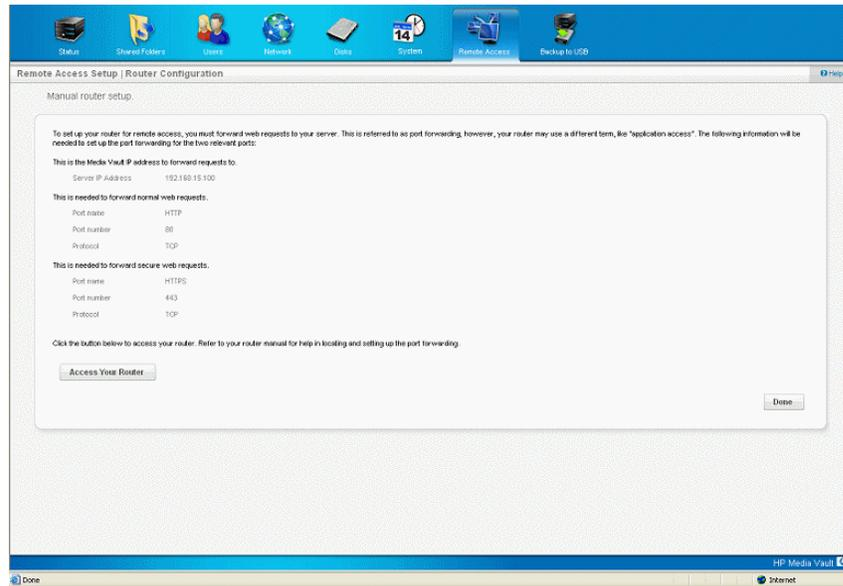 Status Shared Folders Users Network Disks 14 System Remote Access Backup to USB
Remote Access Setup | Router Configuration Help
Manual router setup.
To set up your router for remote access, you must forward web requests to your server. This is referred to as port forwarding, however, your router may use a different term, like "application access". The following information will be
needed to set up the port forwarding for the two relevant ports:
This is the Media Vault IP address to forward requests to.
Server IP Address 192.168.15.100
This is needed to forward normal web requests.
Port name HTTP
Port number 80
Protocol TCP
This is needed to forward secure web requests.
Port name HTTPS
Port number 443
Protocol TCP
Click the button below to access your router. Refer to your router manual for help in locating and setting up the port forwarding.
Access Your Router
Done
HP Media Vault
Done Internet